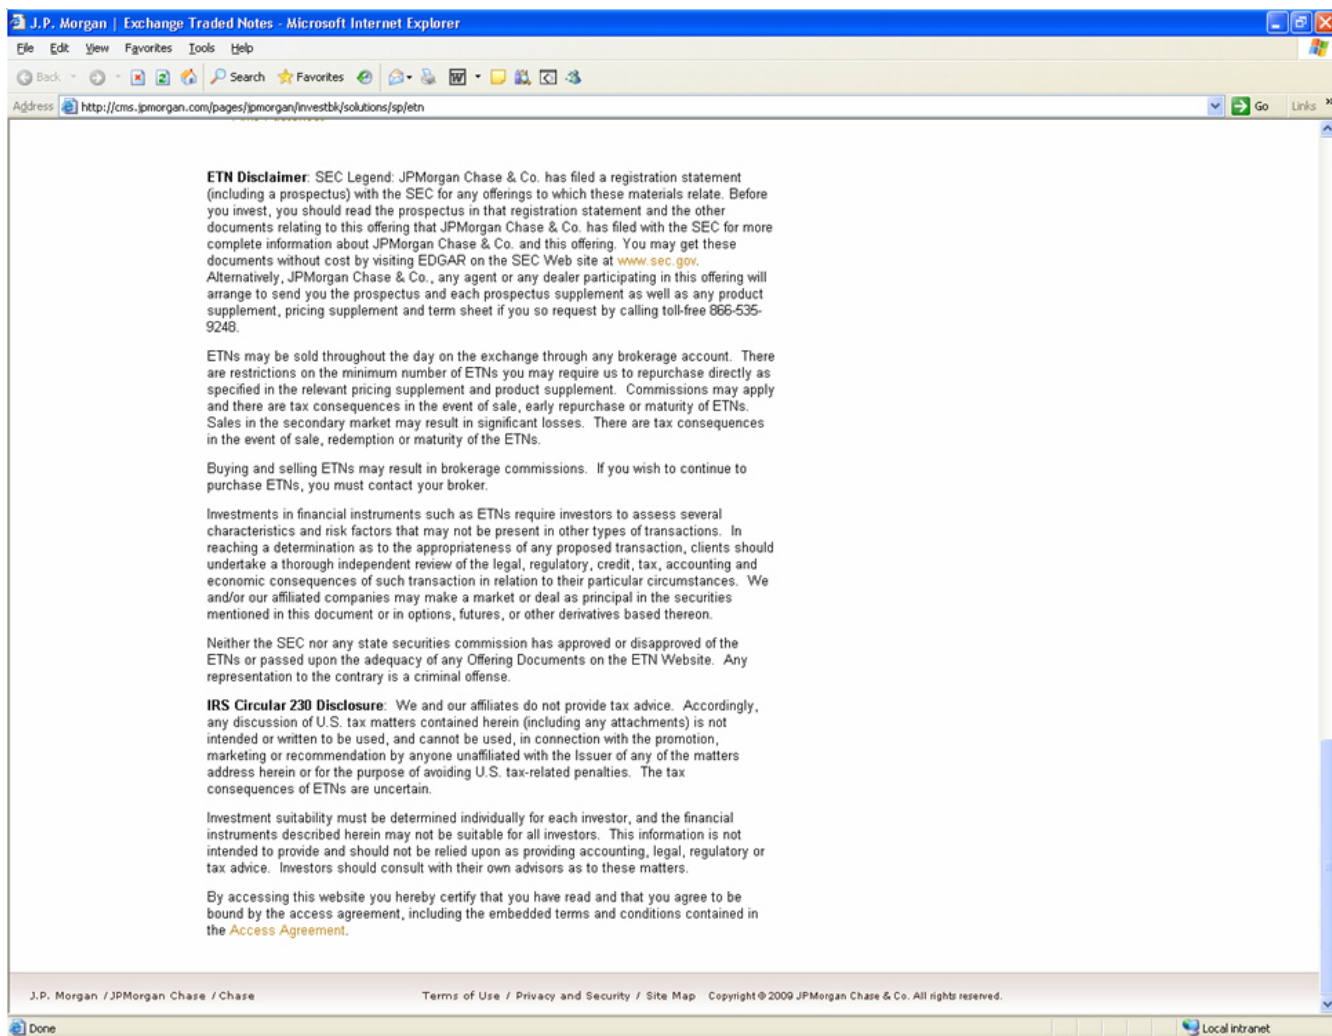 J.P. Morgan | Exchange Traded Notes - Microsoft Internet Explorer
File Edit View Favorites Tools Help
Back Search Favorites
Address http://cms.jpmorgan.com/pages/jpmorgan/investbk/solutions/sp/etn Go Links »
ETN Disclaimer: SEC Legend: JPMorgan Chase & Co. has filed a registration statement
(including a prospectus) with the SEC for any offerings to which these materials relate. Before
you invest, you should read the prospectus in that registration statement and the other
documents relating to this offering that JPMorgan Chase & Co. has filed with the SEC for more
complete information about JPMorgan Chase & Co. and this offering. You may get these
documents without cost by visiting EDGAR on the SEC Web site at www.sec.gov.
Alternatively, JPMorgan Chase & Co., any agent or any dealer participating in this offering will
arrange to send you the prospectus and each prospectus supplement as well as any product
supplement, pricing supplement and term sheet if you so request by calling toll-free 866-535-
9248.
ETNs may be sold throughout the day on the exchange through any brokerage account. There
are restrictions on the minimum number of ETNs you may require us to repurchase directly as
specified in the relevant pricing supplement and product supplement. Commissions may apply
and there are tax consequences in the event of sale, early repurchase or maturity of ETNs.
Sales in the secondary market may result in significant losses. There are tax consequences
in the event of sale, redemption or maturity of the ETNs.
Buying and selling ETNs may result in brokerage commissions. If you wish to continue to
purchase ETNs, you must contact your broker.
Investments in financial instruments such as ETNs require investors to assess several
characteristics and risk factors that may not be present in other types of transactions. In
reaching a determination as to the appropriateness of any proposed transaction, clients should
undertake a thorough independent review of the legal, regulatory, credit, tax, accounting and
economic consequences of such transaction in relation to their particular circumstances. We
and/or our affiliated companies may make a market or deal as principal in the securities
mentioned in this document or in options, futures, or other derivatives based thereon.
Neither the SEC nor any state securities commission has approved or disapproved of the
ETNs or passed upon the adequacy of any Offering Documents on the ETN Website. Any
representation to the contrary is a criminal offense.
IRS Circular 230 Disclosure: We and our affiliates do not provide tax advice. Accordingly,
any discussion of U.S. tax matters contained herein (including any attachments) is not
intended or written to be used, and cannot be used, in connection with the promotion,
marketing or recommendation by anyone unaffiliated with the Issuer of any of the matters
address herein or for the purpose of avoiding U.S. tax-related penalties. The tax
consequences of ETNs are uncertain.
Investment suitability must be determined individually for each investor, and the financial
instruments described herein may not be suitable for all investors. This information is not
intended to provide and should not be relied upon as providing accounting, legal, regulatory or
tax advice. Investors should consult with their own advisors as to these matters.
By accessing this website you hereby certify that you have read and that you agree to be
bound by the access agreement, including the embedded terms and conditions contained in
the Access Agreement.
J.P. Morgan / JPMorgan Chase / Chase Terms of Use / Privacy and Security / Site Map Copyright © 2009 JPMorgan Chase & Co. All rights reserved.
Done Local intranet